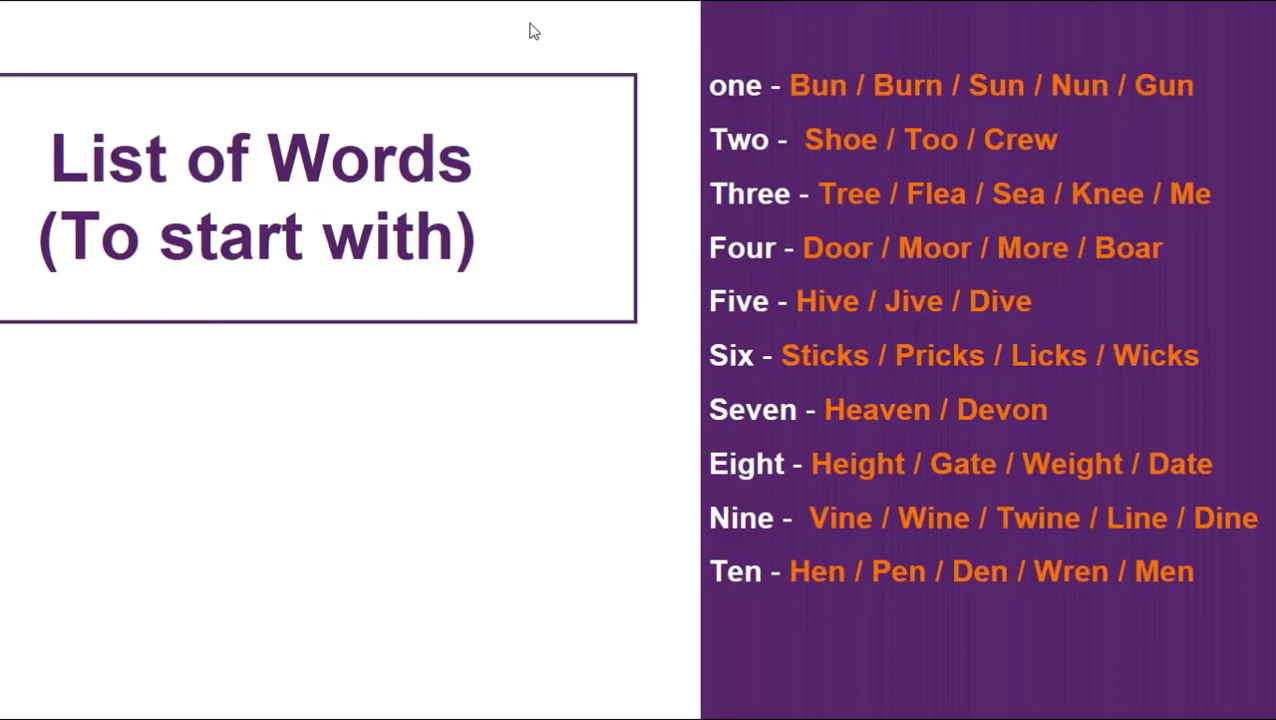 List of Words
(To start with)
one - Bun / Burn / Sun / Nun / Gun
Two - Shoe / Too / Crew
Three - Tree / Flea / Sea / Knee / Me
Four - Door / Moor / More / Boar
Five - Hive / Jive / Dive
Six - Sticks / Pricks / Licks / Wicks
Seven - Heaven / Devon
Eight - Height / Gate / Weight / Date
Nine - Vine / Wine / Twine / Line / Dine
Ten - Hen / Pen / Den / Wren / Men